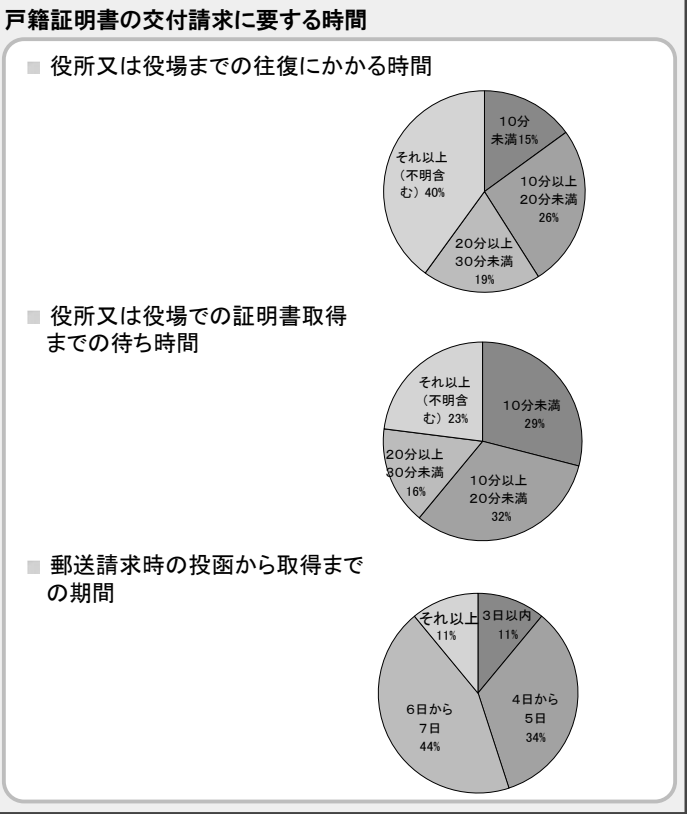 戸籍証明書の交付請求に要する時間
役所又は役場までの往復にかかる時間
10分
未満15%
10分以上
20分未満
26%
20分以上
30分未満
19%
それ以上
（不明含
む）40%
役所又は役場での証明書取得
までの待ち時間
10分未満
29%
10分以上
20分未満
32%
20分以上
30分未満
16%
それ以上
（不明含
む）23%
郵送請求時の投函から取得まで
の期間
3日以内
11%
4日から
5日
34%
6日から
7日
44%
それ以上
11%